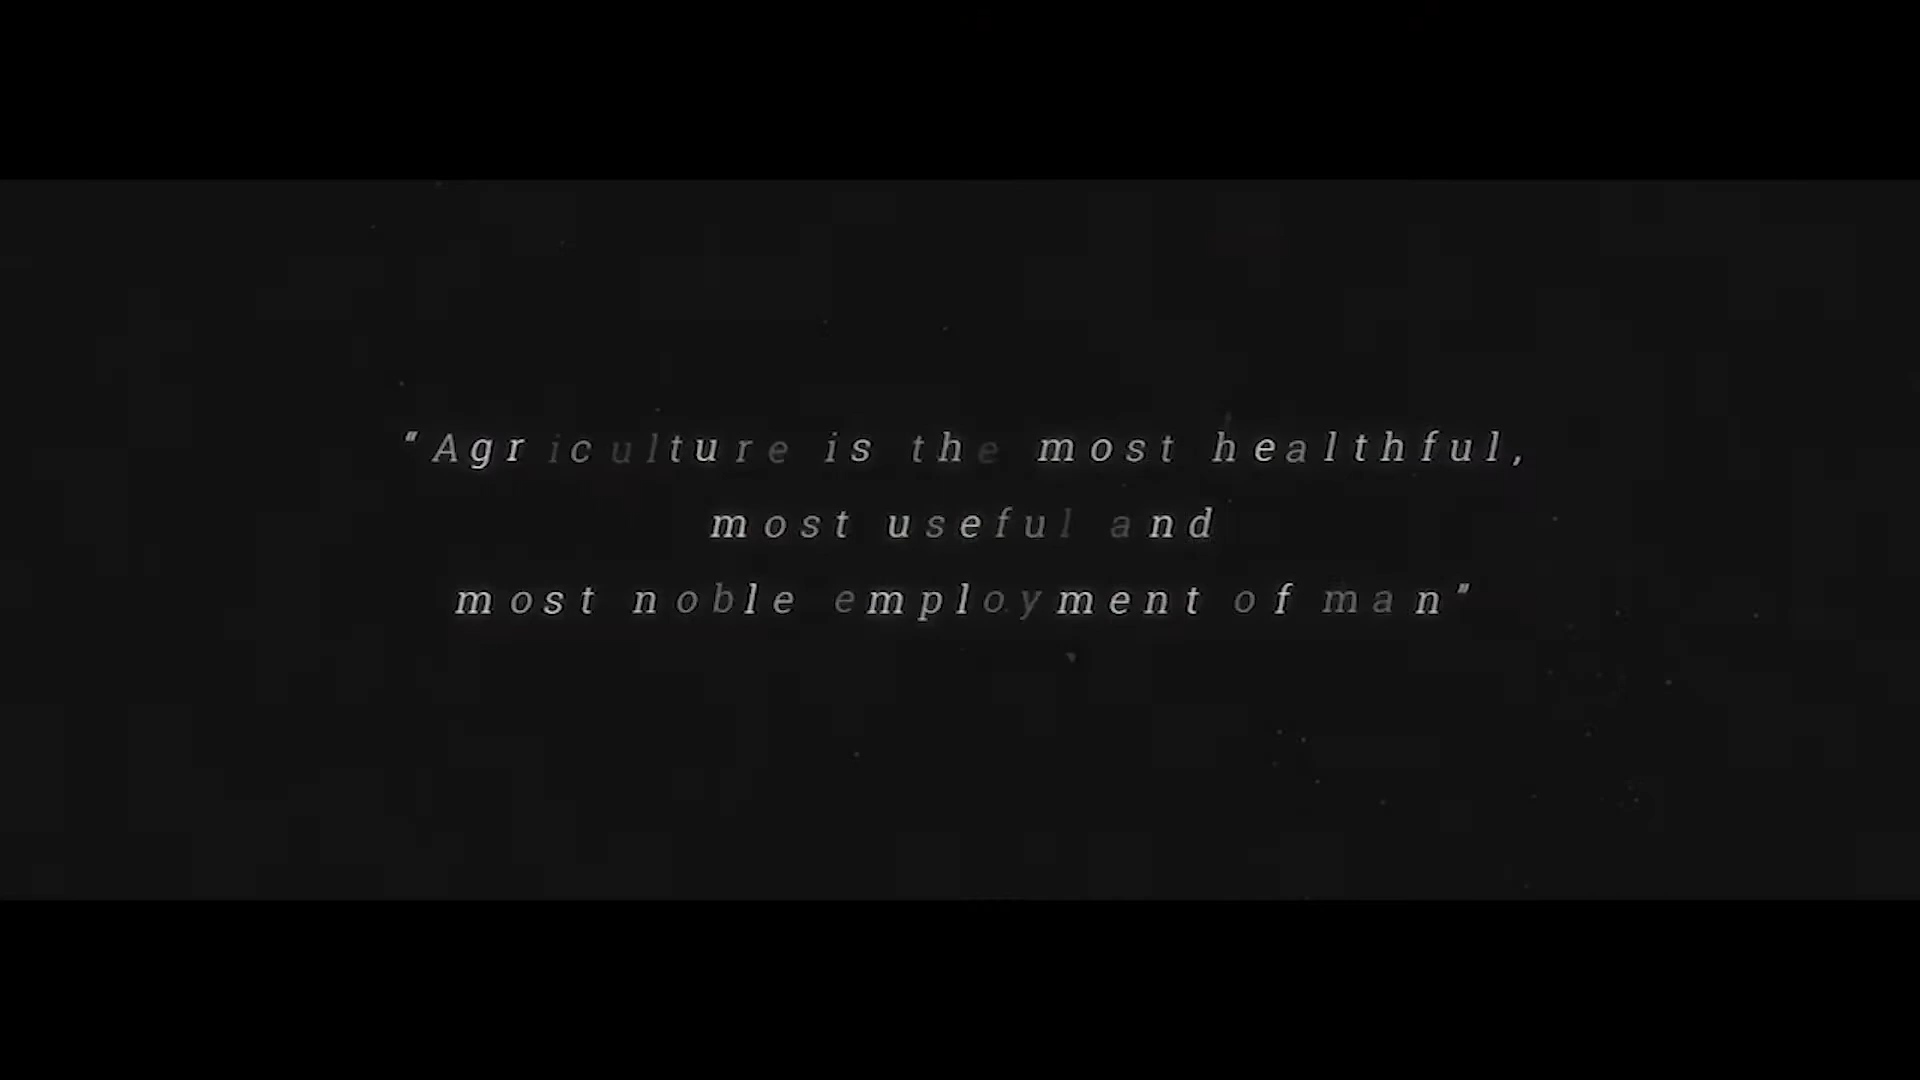 “Agriculture is the most healthful,
most useful and
most noble employment of man”